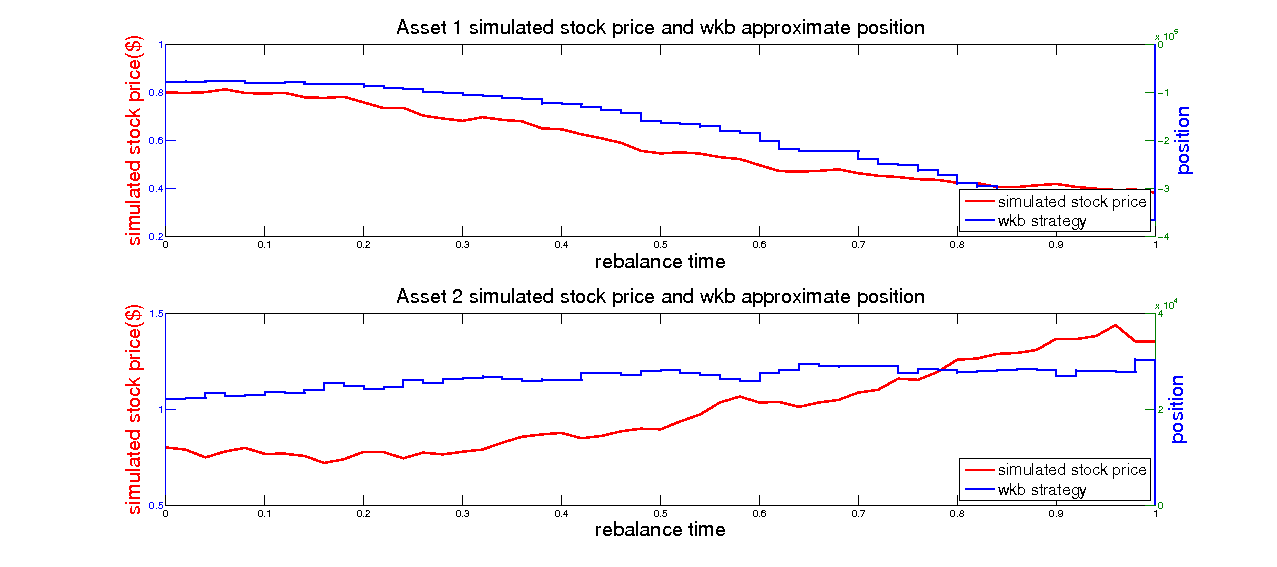 Asset 1 simulated stock price and wkb approximate position
x 10^5
1
0.8
0.6
0.4
0.2
simulated stock price($)
0
-1
-2
-3
-4
position
simulated stock price
wkb strategy
0 0.1 0.2 0.3 0.4 0.5 0.6 0.7 0.8 0.9 1
rebalance time
Asset 2 simulated stock price and wkb approximate position
x 10^4
1.5
1
0.5
simulated stock price($)
4
2
0
position
simulated stock price
wkb strategy
0 0.1 0.2 0.3 0.4 0.5 0.6 0.7 0.8 0.9 1
rebalance time